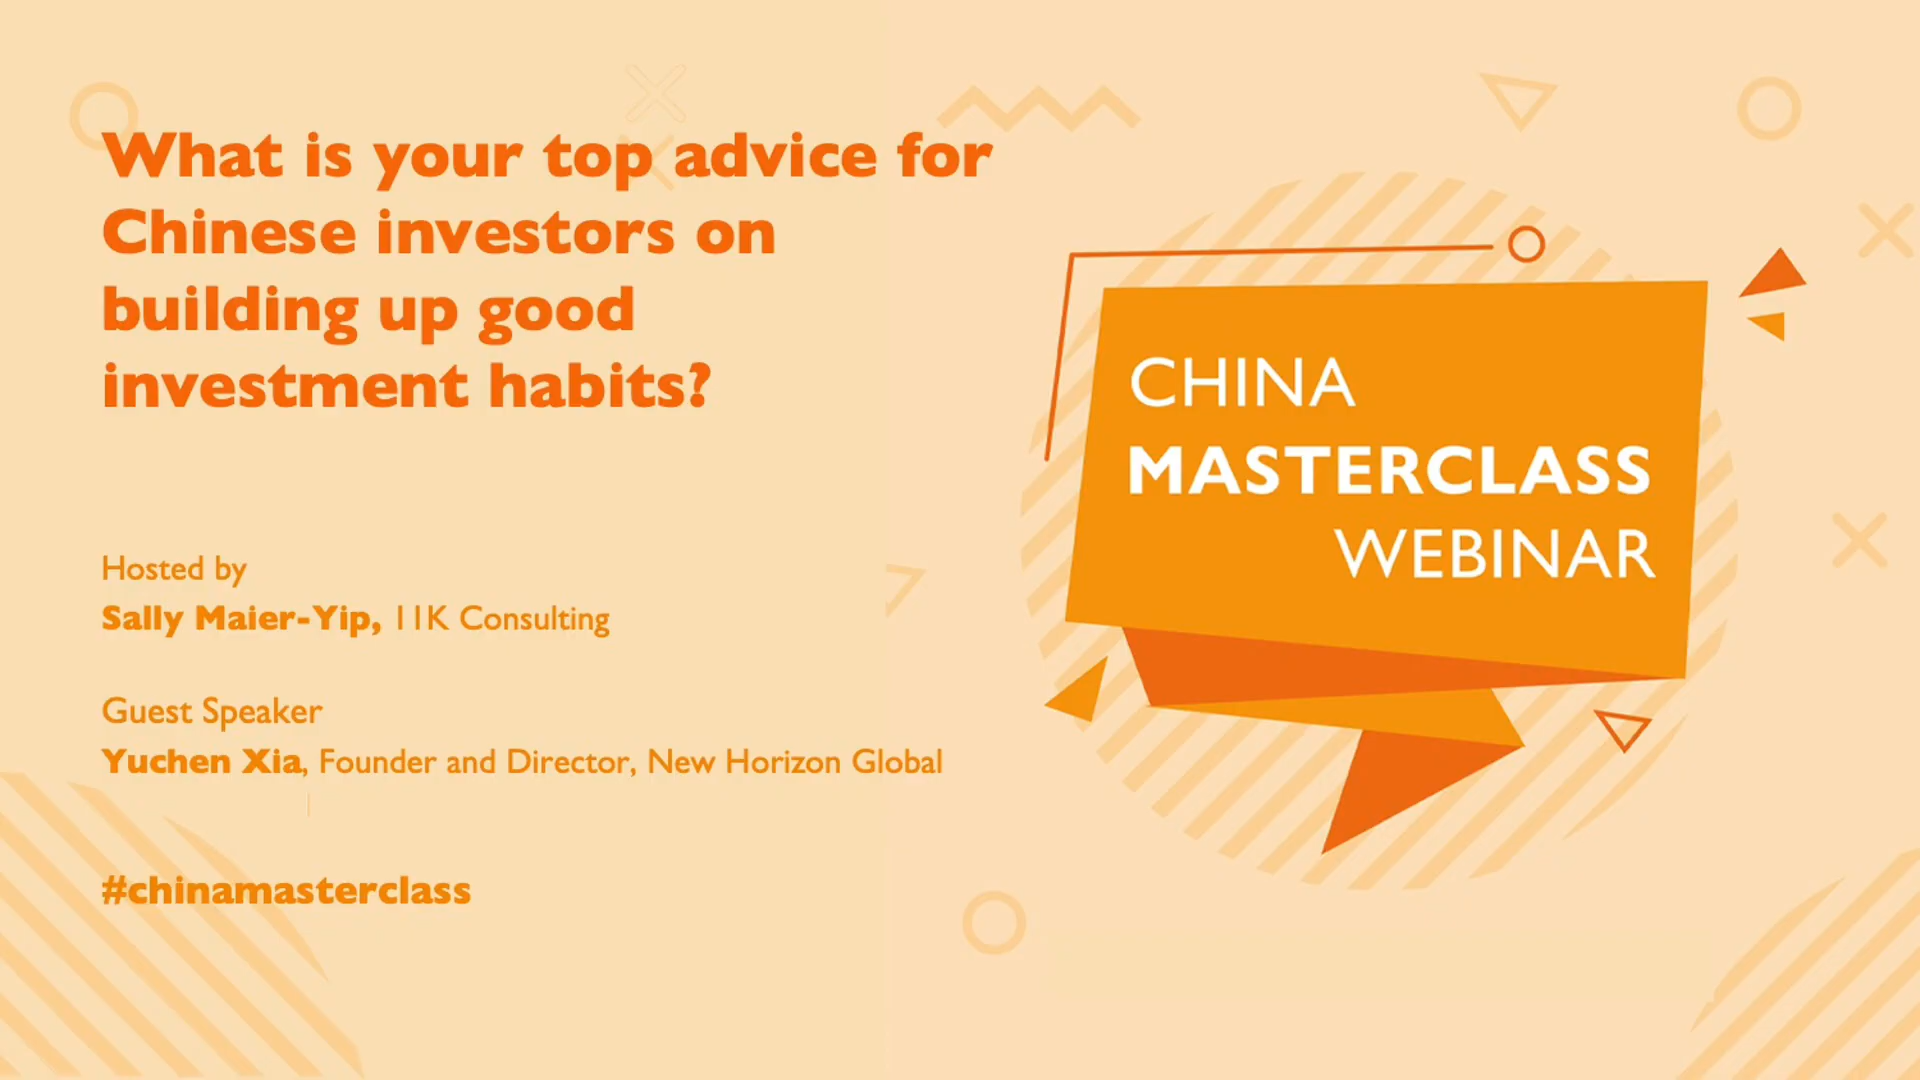 What is your top advice for
Chinese investors on
building up good
investment habits?
Hosted by
Sally Maier-Yip, 11K Consulting
Guest Speaker
Yuchen Xia, Founder and Director, New Horizon Global
#chinamasterclass
CHINA
MASTERCLASS
WEBINAR